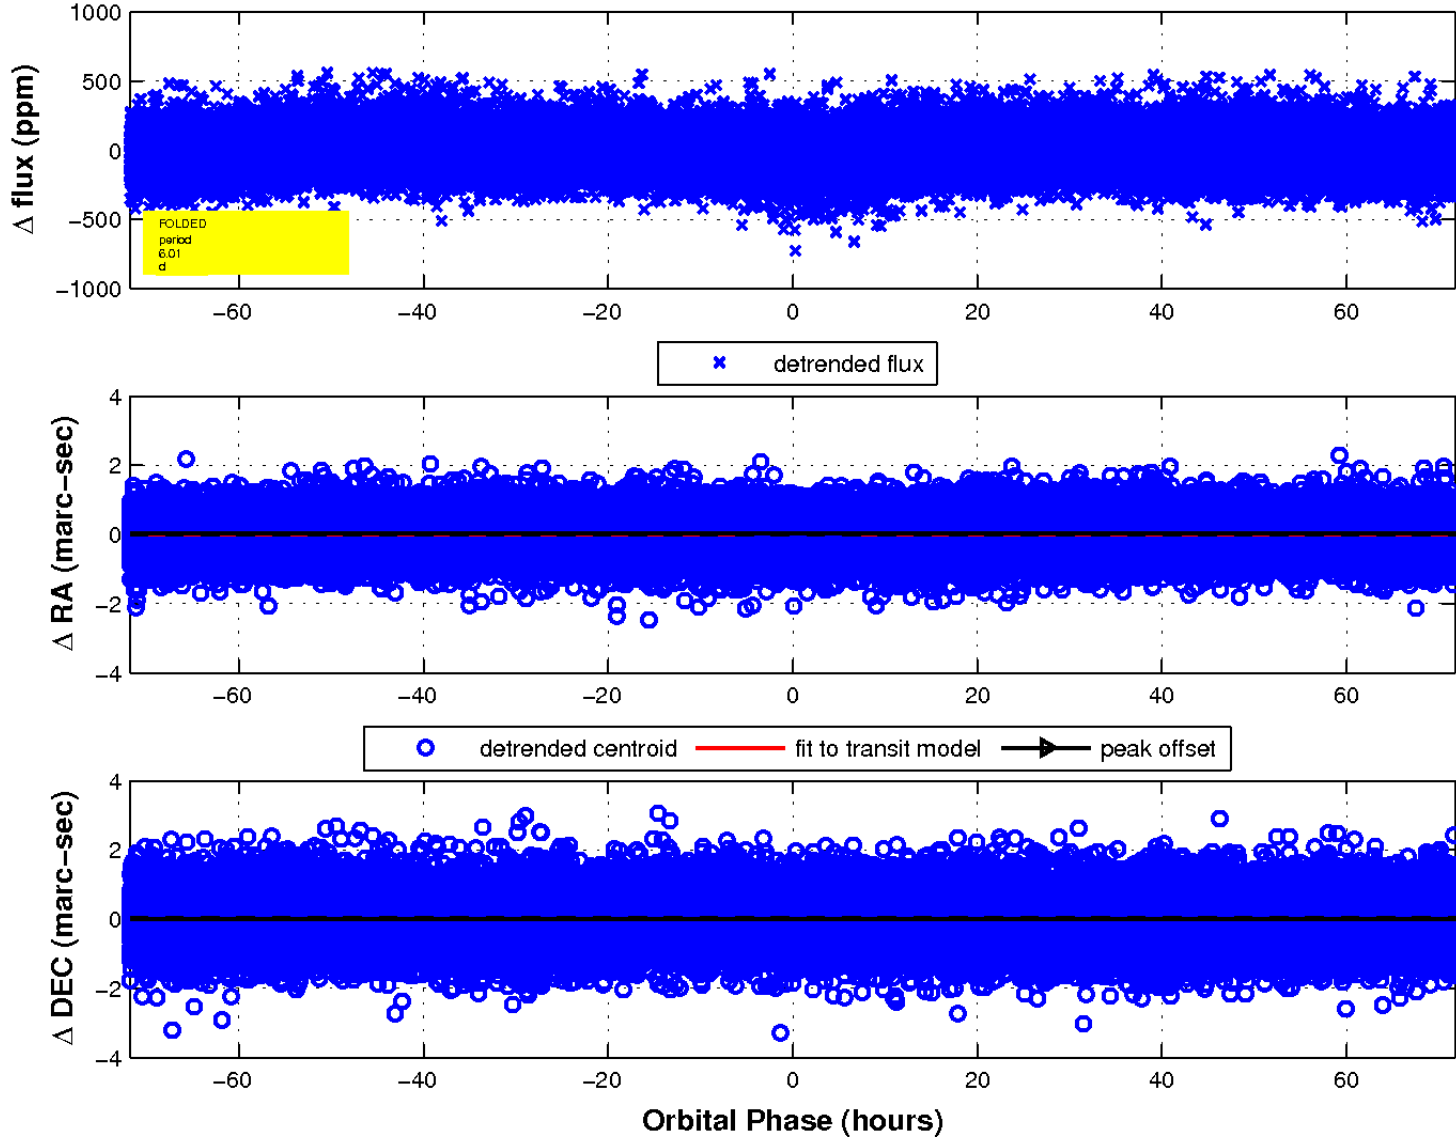 1000
500
0
−500
−1000
Δ flux (ppm)
FOLDED
period
6.01
d
−60 −40 −20 0 20 40 60
detrended flux
4
2
0
−2
−4
Δ RA (marc−sec)
−60 −40 −20 0 20 40 60
detrended centroid fit to transit model peak offset
4
2
0
−2
−4
Δ DEC (marc−sec)
−60 −40 −20 0 20 40 60
Orbital Phase (hours)